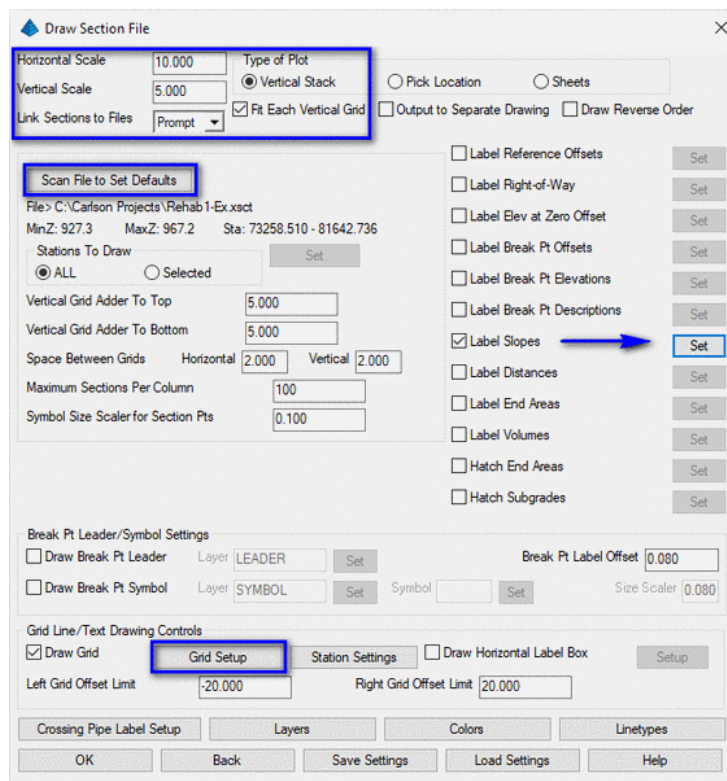 Draw Section File
Horizontal Scale 10.000 Type of Plot
Vertical Scale 5.000 Vertical Stack Pick Location Sheets
Link Sections to Files Prompt Fit Each Vertical Grid Output to Separate Drawing Draw Reverse Order
Scan File to Set Defaults
File> C:\Carlson Projects\Rehab1-Ex.xsct
MinZ: 927.3 MaxZ: 967.2 Sta: 73258.510 - 81642.736
Stations To Draw Set
ALL Selected
Vertical Grid Adder To Top 5.000
Vertical Grid Adder To Bottom 5.000
Space Between Grids Horizontal 2.000 Vertical 2.000
Maximum Sections Per Column 100
Symbol Size Scaler for Section Pts 0.100
Label Reference Offsets Set
Label Right-of-Way Set
Label Elev at Zero Offset Set
Label Break Pt Offsets Set
Label Break Pt Elevations Set
Label Break Pt Descriptions Set
Label Slopes Set
Label Distances Set
Label End Areas Set
Label Volumes Set
Hatch End Areas Set
Hatch Subgrades Set
Break Pt Leader/Symbol Settings
Draw Break Pt Leader Layer LEADER Set Break Pt Label Offset 0.080
Draw Break Pt Symbol Layer SYMBOL Set Symbol Set Size Scaler 0.080
Grid Line/Text Drawing Controls
Draw Grid Grid Setup Station Settings Draw Horizontal Label Box Setup
Left Grid Offset Limit -20.000 Right Grid Offset Limit 20.000
Crossing Pipe Label Setup Layers Colors Linetypes
OK Back Save Settings Load Settings Help